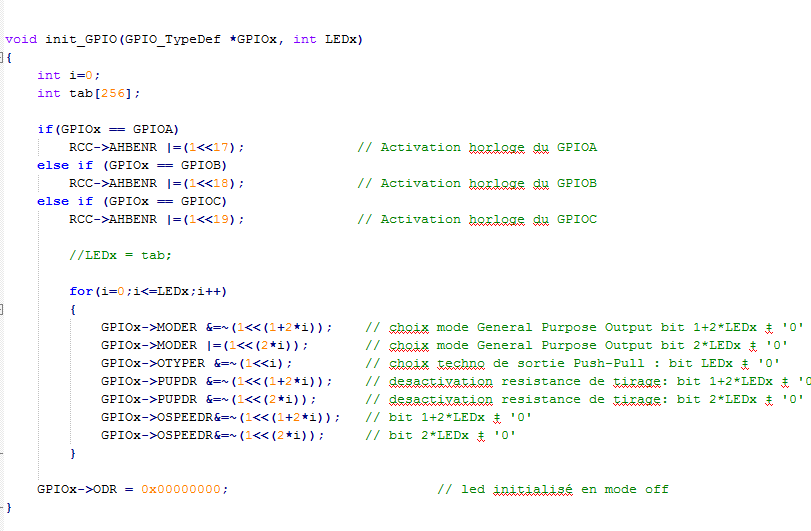 void init_GPIO(GPIO_TypeDef *GPIOx, int LEDx)
{
int i=0;
int tab[256];
if(GPIOx == GPIOA)
RCC->AHBENR |=(1<<17); // Activation horloge du GPIOA
else if (GPIOx == GPIOB)
RCC->AHBENR |=(1<<18); // Activation horloge du GPIOB
else if (GPIOx == GPIOC)
RCC->AHBENR |=(1<<19); // Activation horloge du GPIOC
//LEDx = tab;
for(i=0;i<=LEDx;i++)
{
GPIOx->MODER &=~(1<<(1+2*i)); // choix mode General Purpose Output bit 1+2*LEDx ‡ '0'
GPIOx->MODER |=(1<<(2*i)); // choix mode General Purpose Output bit 2*LEDx ‡ '0'
GPIOx->OTYPER &=~(1<<i); // choix techno de sortie Push-Pull : bit LEDx ‡ '0'
GPIOx->PUPDR &=~(1<<(1+2*i)); // desactivation resistance de tirage: bit 1+2*LEDx ‡ '0
GPIOx->PUPDR &=~(1<<(2*i)); // desactivation resistance de tirage: bit 2*LEDx ‡ '0'
GPIOx->OSPEEDR&=~(1<<(1+2*i)); // bit 1+2*LEDx ‡ '0'
GPIOx->OSPEEDR&=~(1<<(2*i)); // bit 2*LEDx ‡ '0'
}
GPIOx->ODR = 0x00000000; // led initialisé en mode off
}